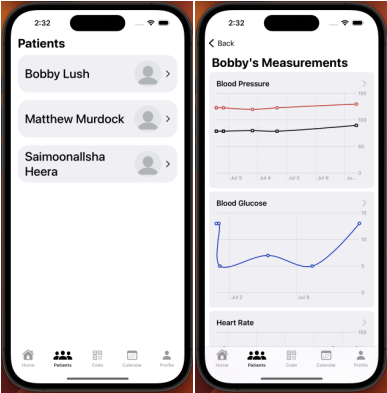 2:32
Patients
Bobby Lush
Matthew Murdock
Saimoonallsha
Heera
Home
Patients
Code
Calendar
Profile
2:32
Back
Bobby's Measurements
Blood Pressure
150
100
50
0
Jul 3
Jul 4
Jul 5
Jul 6
Ju...
Blood Glucose
15
10
5
0
Jul 2
Jul 9
Heart Rate
150
Home
Patients
Code
Calendar
Profile